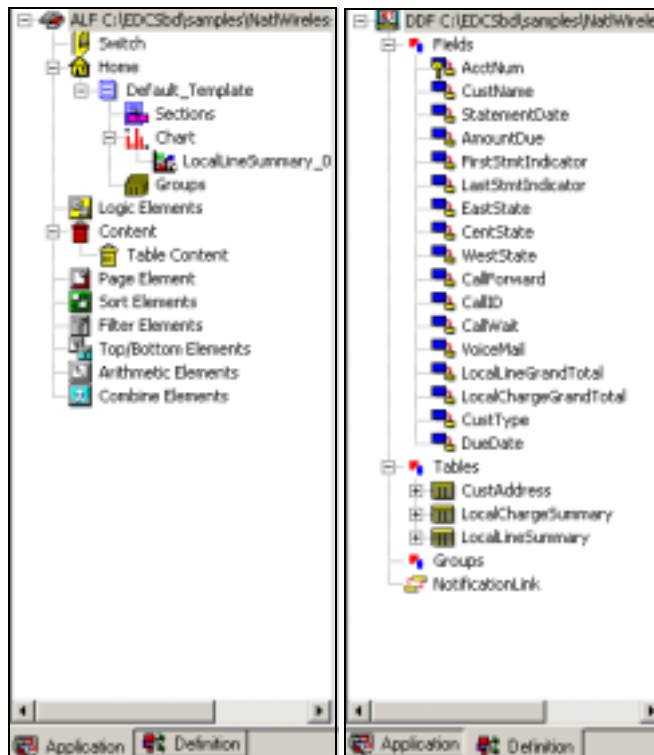 ALF C:\EDCSbd\samples\NatlWireles
Switch
Home
Default_Template
Sections
Chart
LocalLineSummary_0
Groups
Logic Elements
Content
Table Content
Page Element
Sort Elements
Filter Elements
Top/Bottom Elements
Arithmetic Elements
Combine Elements
Application
Definition
DDF C:\EDCSbd\samples\NatlWirele
Fields
AcctNum
CustName
StatementDate
AmountDue
FirstStmtIndicator
LastStmtIndicator
EastState
CentState
WestState
CallForward
CallID
CallWait
VoiceMail
LocalLineGrandTotal
LocalChargeGrandTotal
CustType
DueDate
Tables
CustAddress
LocalChargeSummary
LocalLineSummary
Groups
NotificationLink
Application
Definition